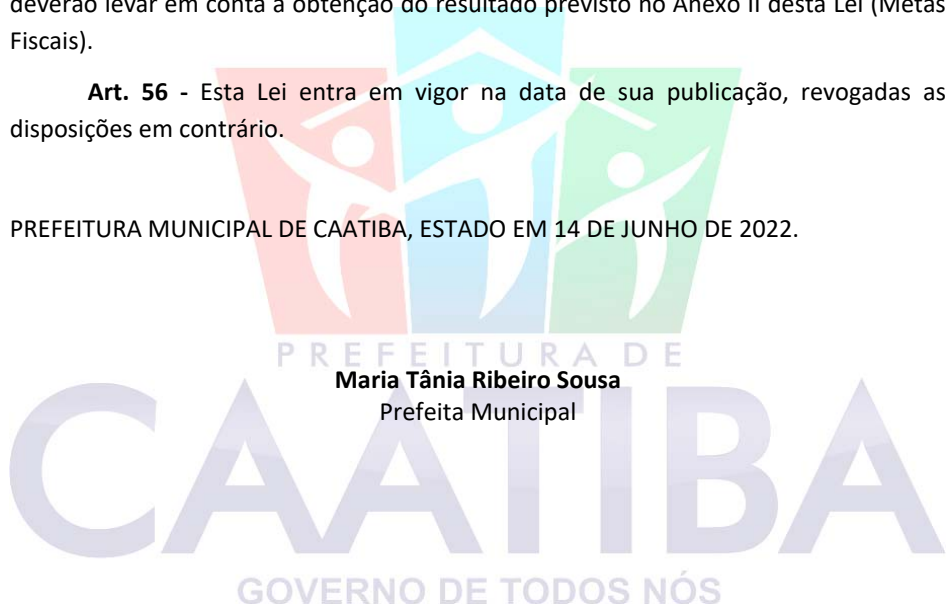 deverão levar em conta a obtenção do resultado previsto no Anexo II desta Lei (Metas
Fiscais).
Art. 56 - Esta Lei entra em vigor na data de sua publicação, revogadas as
disposições em contrário.
PREFEITURA MUNICIPAL DE CAATIBA, ESTADO EM 14 DE JUNHO DE 2022.
PREFEITURA DE
Maria Tânia Ribeiro Sousa
Prefeita Municipal
CAATIBA
GOVERNO DE TODOS NÓS